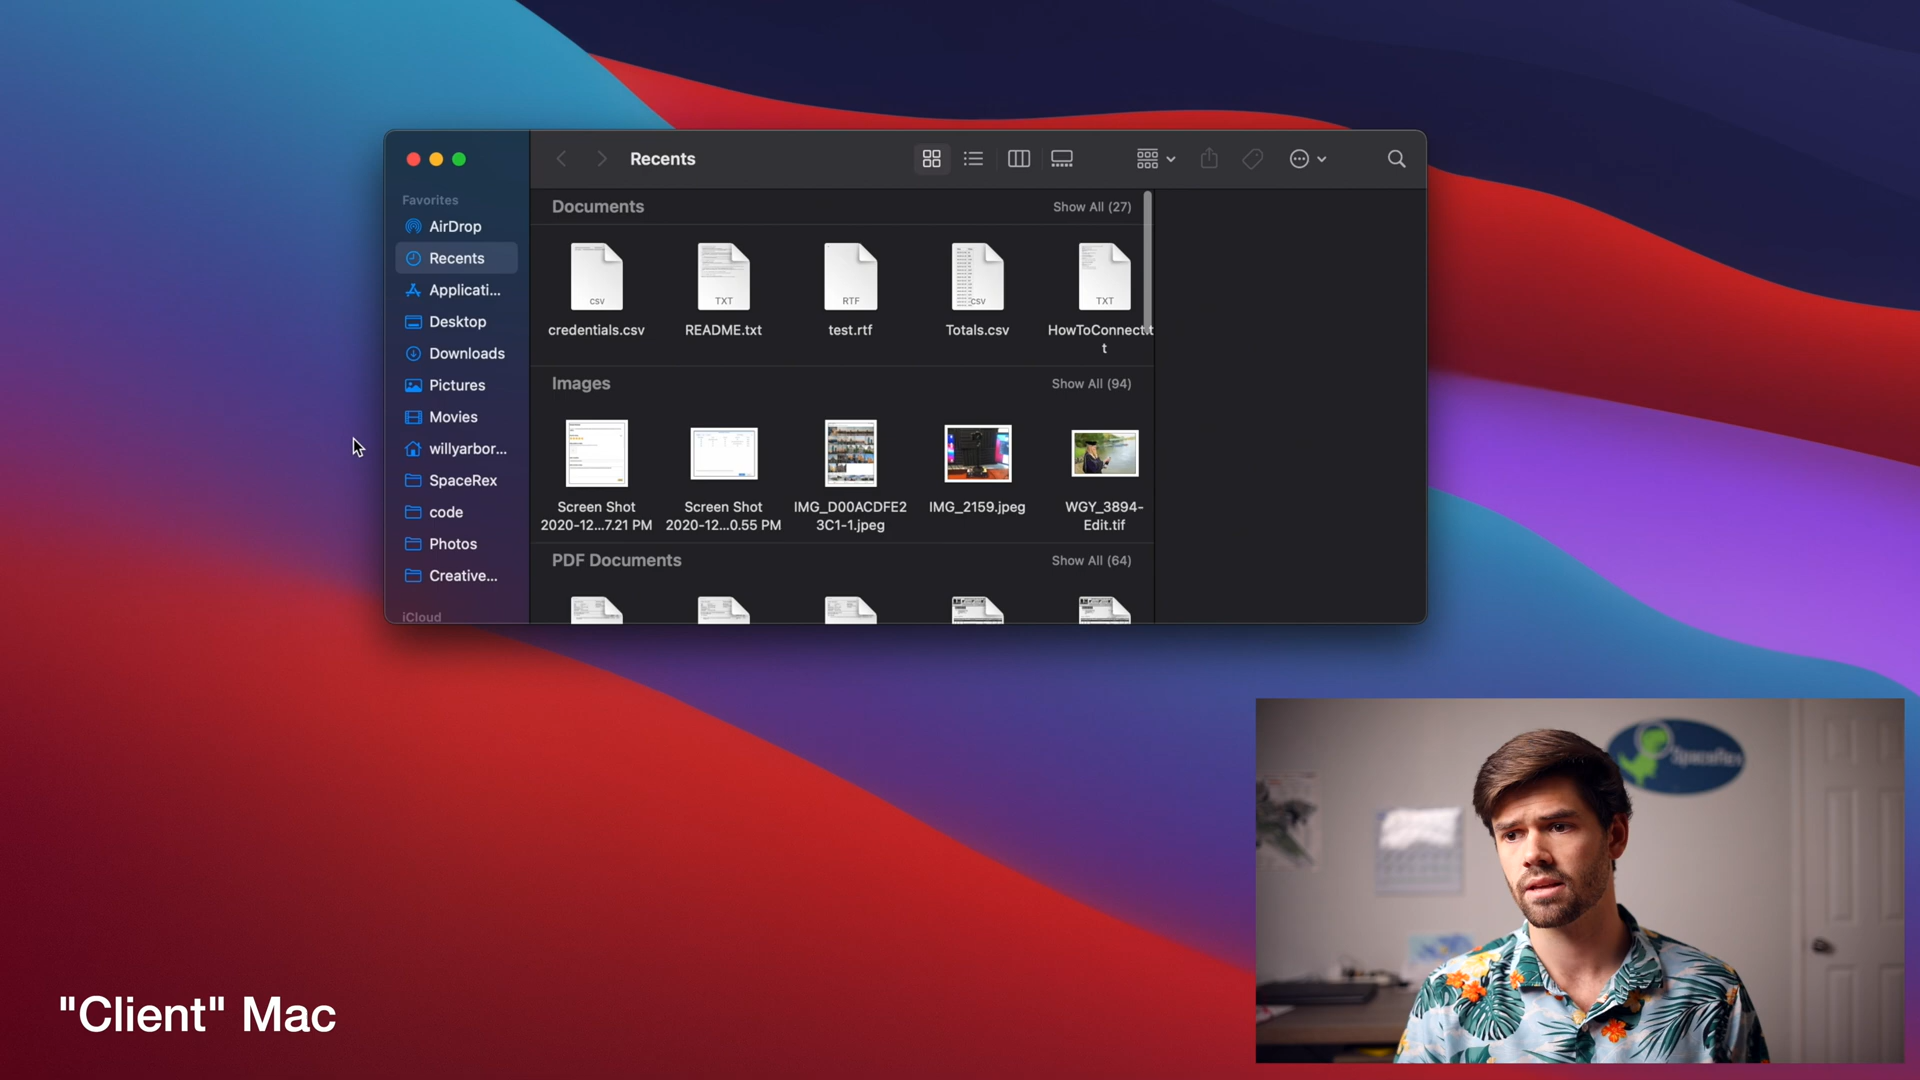 Recents
Favorites
AirDrop
Recents
Applicati...
Desktop
Downloads
Pictures
Movies
willyarbor...
SpaceRex
code
Photos
Creative...
iCloud
Documents
Show All (27)
csv
TXT
RTF
csv
TXT
credentials.csv
README.txt
test.rtf
Totals.csv
HowToConnect.t
t
Images
Show All (94)
Screen Shot
2020-12...7.21 PM
Screen Shot
2020-12...0.55 PM
IMG_D00ACDFE2
3C1-1.jpeg
IMG_2159.jpeg
WGY_3894-
Edit.tif
PDF Documents
Show All (64)
SpaceRex
"Client" Mac